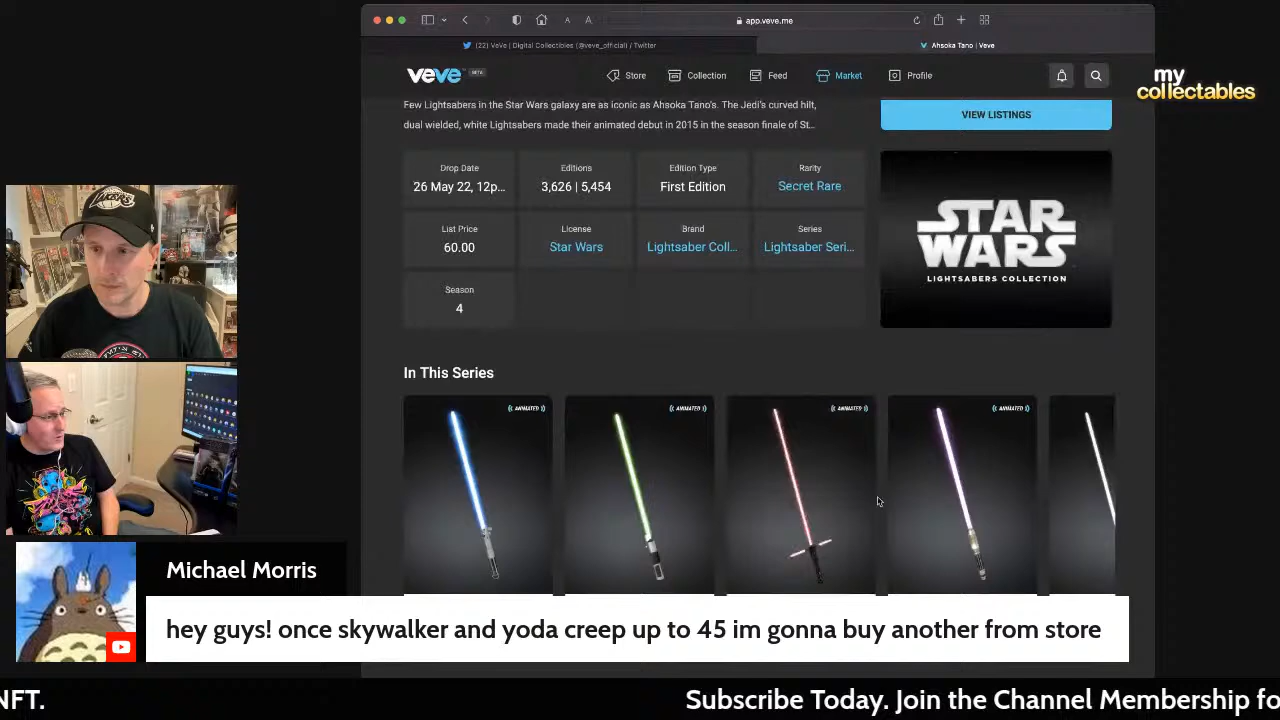 (22) VeVe | Digital Collectibles (@veve_official) / Twitter
app.veve.me
Ahsoka Tano | Veve
veve BETA
Store
Collection
Feed
Market
Profile
my collectables
Few Lightsabers in the Star Wars galaxy are as iconic as Ahsoka Tano's. The Jedi's curved hilt,
dual wielded, white Lightsabers made their animated debut in 2015 in the season finale of St...
VIEW LISTINGS
Drop Date
26 May 22, 12p...
Editions
3,626 | 5,454
Edition Type
First Edition
Rarity
Secret Rare
List Price
60.00
License
Star Wars
Brand
Lightsaber Coll...
Series
Lightsaber Seri...
Season
4
STAR
WARS
LIGHTSABERS COLLECTION
In This Series
ANIMATED
ANIMATED
ANIMATED
ANIMATED
Michael Morris
hey guys! once skywalker and yoda creep up to 45 im gonna buy another from store
NFT.
Subscribe Today. Join the Channel Membership fo